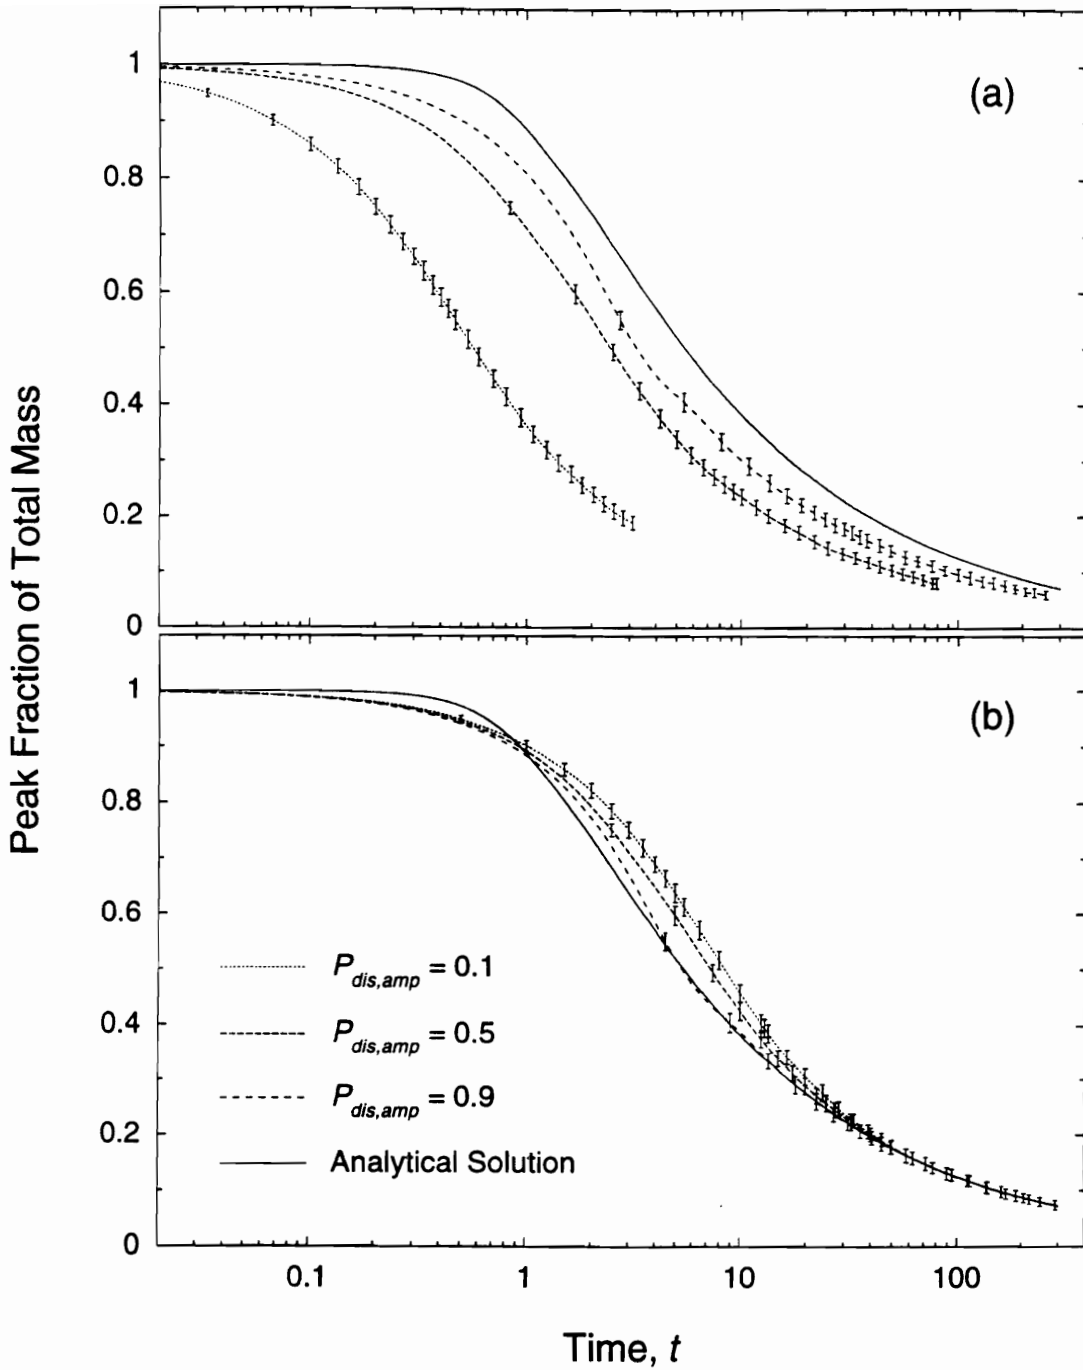 (a)
1
0.8
0.6
0.4
0.2
0
Peak Fraction of Total Mass
(b)
1
0.8
0.6
0.4
0.2
0
P_dis,amp = 0.1
P_dis,amp = 0.5
P_dis,amp = 0.9
Analytical Solution
0.1 1 10 100
Time, t